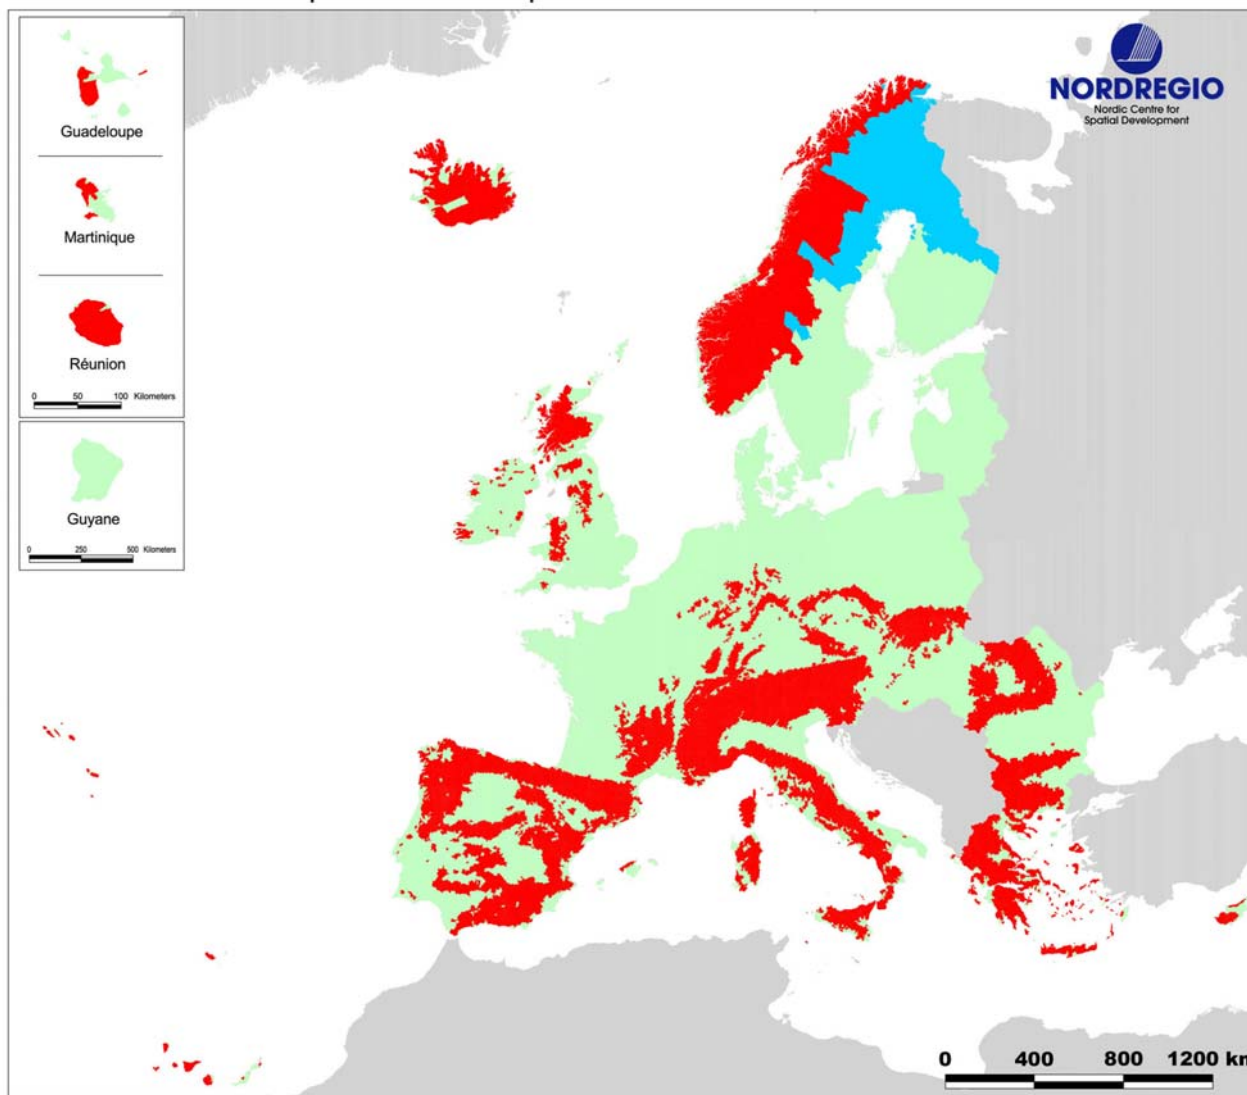 NORDREGIO
Nordic Centre for
Spatial Development
Guadeloupe
Martinique
Réunion
0 50 100 Kilometers
Guyane
0 250 500 Kilometers
0 400 800 1200 km